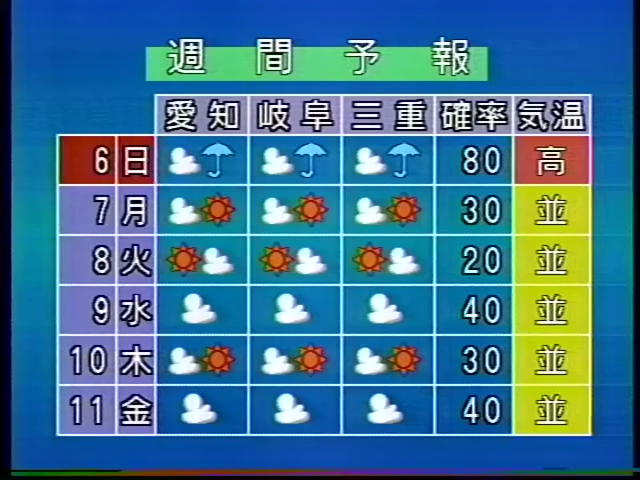 週間予報
愛知 岐阜 三重 確率 気温
6 日 80 高
7 月 30 並
8 火 20 並
9 水 40 並
10 木 30 並
11 金 40 並